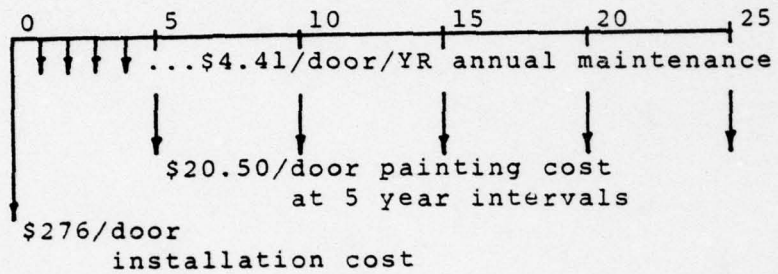 0 5 10 15 20 25
...$4.41/door/YR annual maintenance
$20.50/door painting cost
at 5 year intervals
$276/door
installation cost